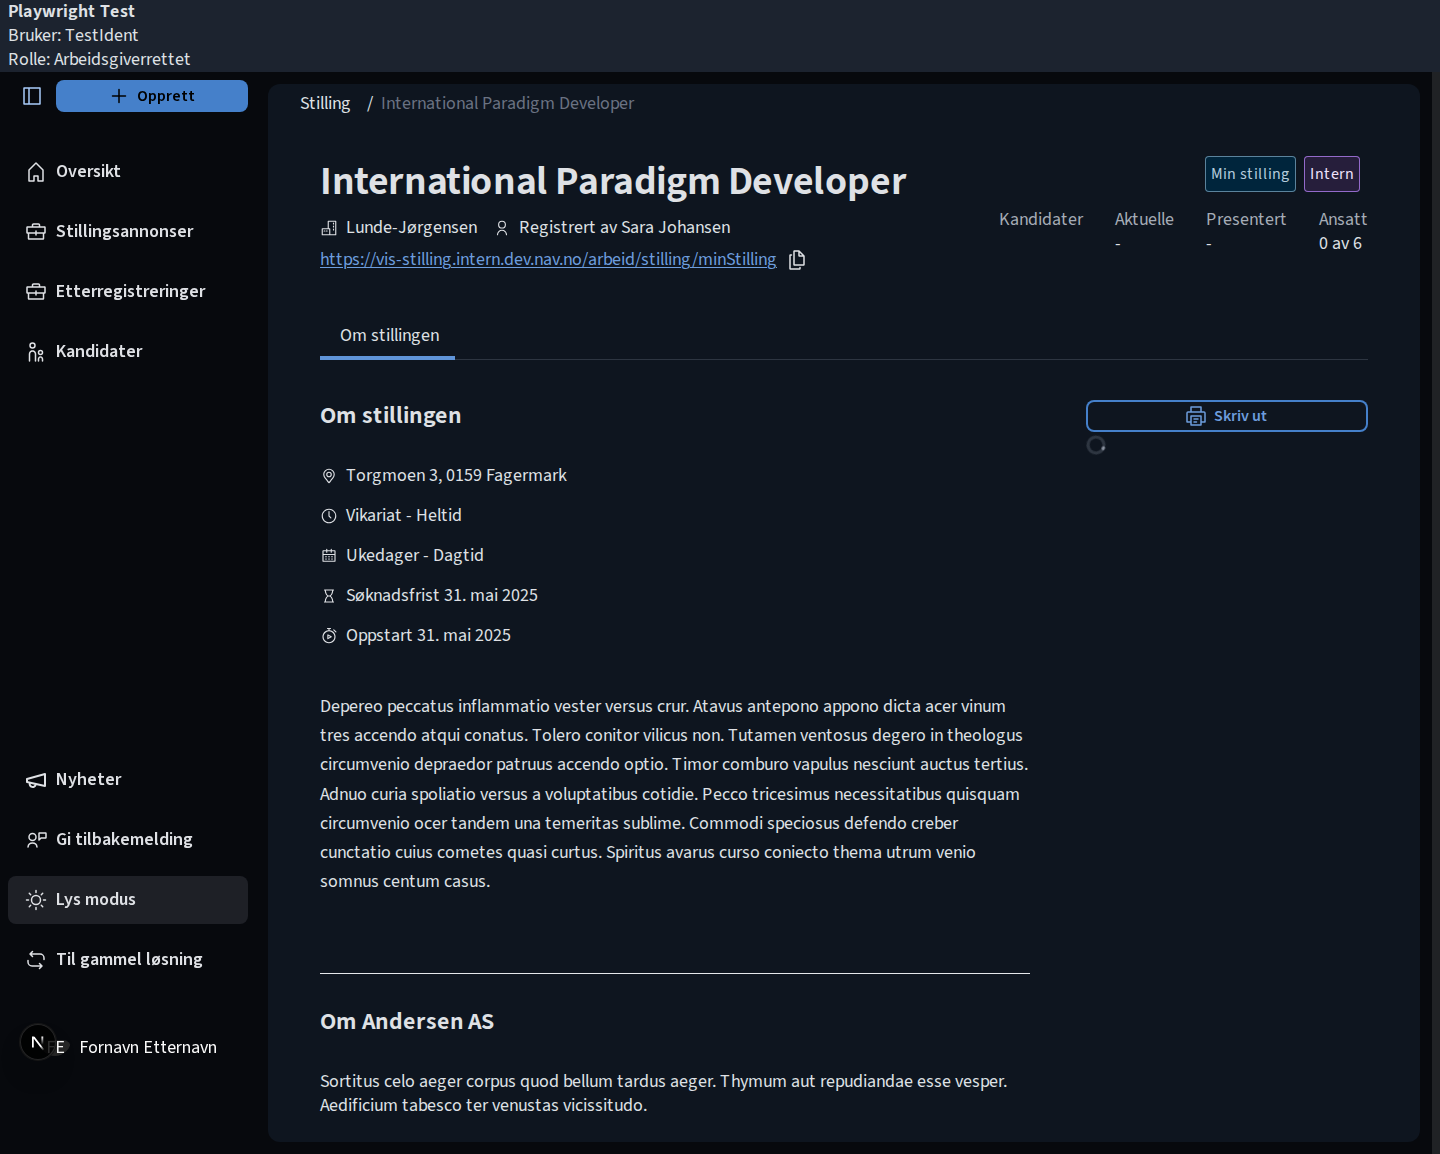 Playwright Test
Bruker: TestIdent
Rolle: Arbeidsgiverrettet
Opprett
Oversikt
Stillingsannonser
Etterregistreringer
Kandidater
Nyheter
Gi tilbakemelding
Lys modus
Til gammel løsning
N
FE Fornavn Etternavn
Stilling / International Paradigm Developer
International Paradigm Developer
Min stilling Intern
Lunde-Jørgensen Registrert av Sara Johansen
https://vis-stilling.intern.dev.nav.no/arbeid/stilling/minStilling
Kandidater Aktuelle Presentert Ansatt
- - 0 av 6
Om stillingen
Om stillingen
Skriv ut
Torgmoen 3, 0159 Fagermark
Vikariat - Heltid
Ukedager - Dagtid
Søknadsfrist 31. mai 2025
Oppstart 31. mai 2025
Depereo peccatus inflammatio vester versus crur. Atavus antepono appono dicta acer vinum
tres accendo atqui conatus. Tolero conitor vilicus non. Tutamen ventosus degero in theologus
circumvenio depraedor patruus accendo optio. Timor comburo vapulus nesciunt auctus tertius.
Adnuo curia spoliatio versus a voluptatibus cotidie. Pecco tricesimus necessitatibus quisquam
circumvenio ocer tandem una temeritas sublime. Commodi speciosus defendo creber
cunctatio cuius cometes quasi curtus. Spiritus avarus curso coniecto thema utrum venio
somnus centum casus.
Om Andersen AS
Sortitus celo aeger corpus quod bellum tardus aeger. Thymum aut repudiandae esse vesper.
Aedificium tabesco ter venustas vicissitudo.